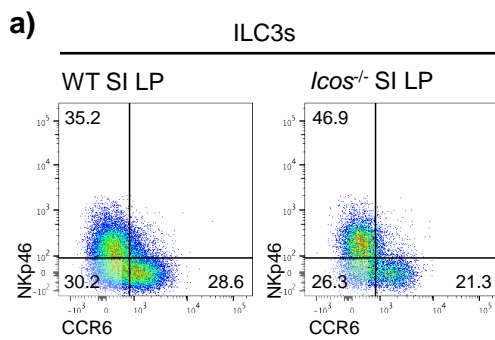 a)
ILC3s
WT SI LP
Icos-/- SI LP
35.2
10⁵
10⁴
10³
10²
0
-10²
30.2
28.6
-10³ 0 10³ 10⁴ 10⁵
NKp46
CCR6
46.9
10⁵
10⁴
10³
10²
0
-10²
26.3
21.3
-10³ 0 10³ 10⁴ 10⁵
NKp46
CCR6